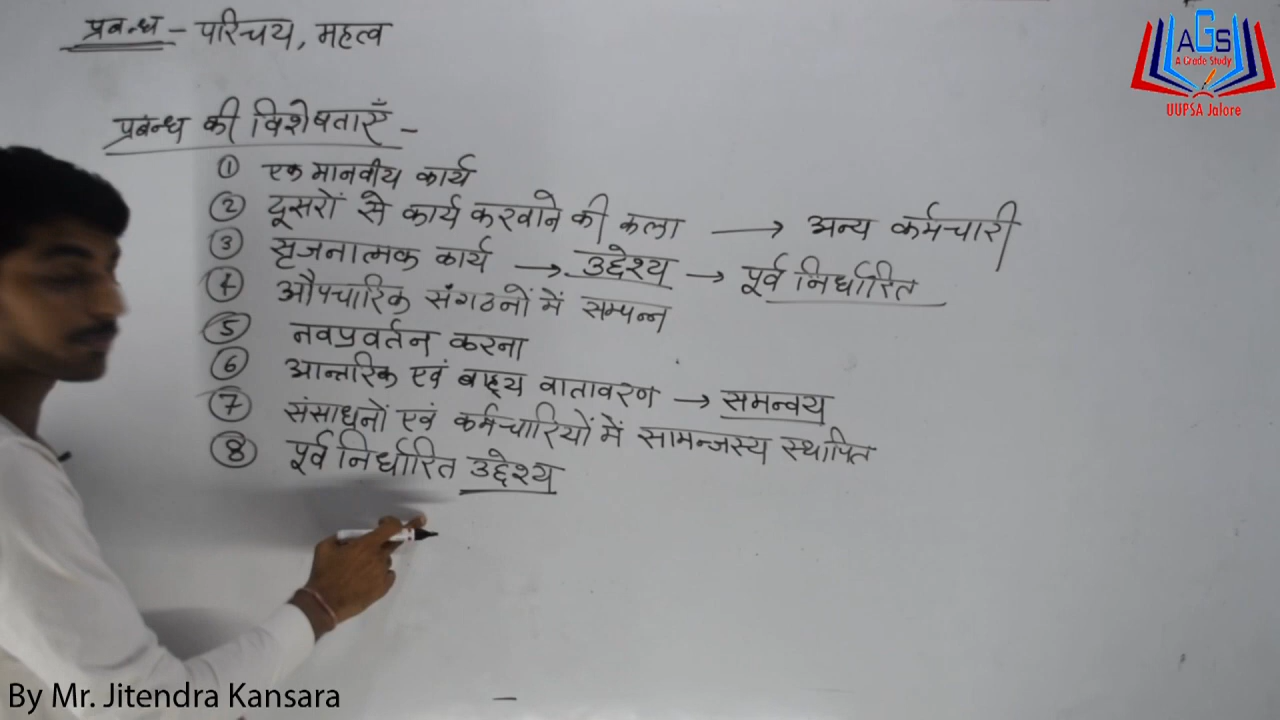 प्रबन्ध - परिचय, महत्व
AGS
A Grade Study
UUPSA Jalore
प्रबन्ध की विशेषताएँ -
① एक मानवीय कार्य
② दूसरों से कार्य करवाने की कला → अन्य कर्मचारी
③ सृजनात्मक कार्य → उद्देश्य → पूर्व निर्धारित
④ औपचारिक संगठनों में सम्पन्न
⑤ नवप्रवर्तन करना
⑥ आन्तरिक एवं बाह्य वातावरण → समन्वय
⑦ संसाधनों एवं कर्मचारियों में सामन्जस्य स्थापित
⑧ पूर्व निर्धारित उद्देश्य
By Mr. Jitendra Kansara